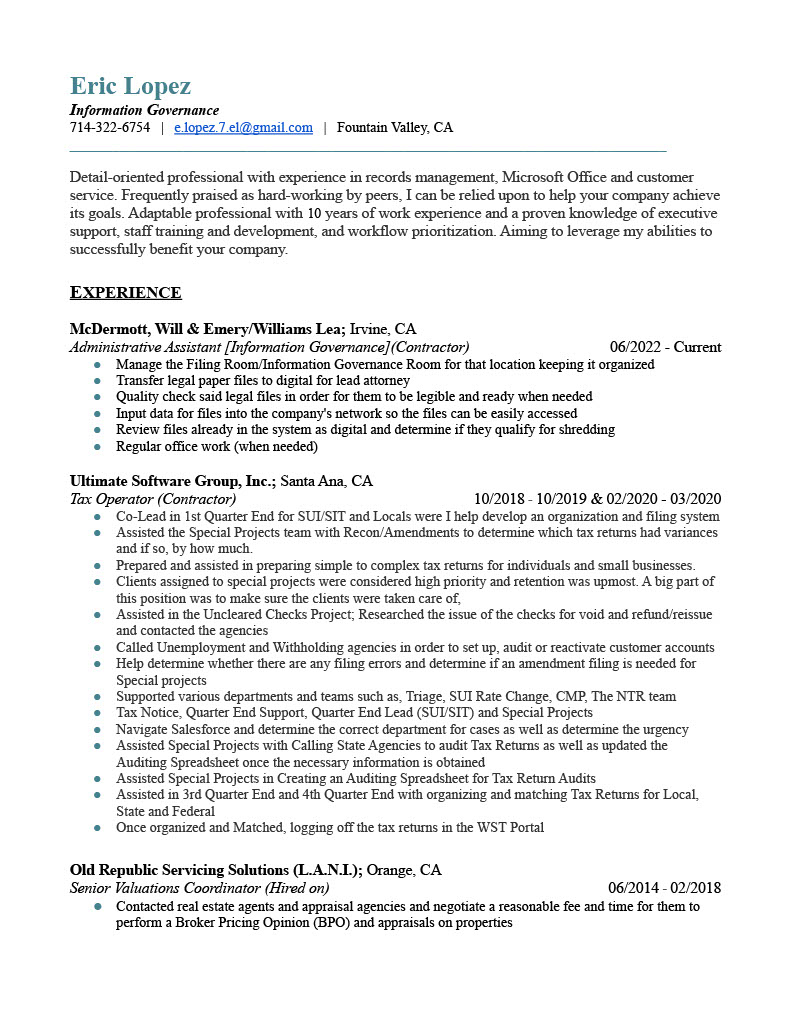 Eric Lopez
Information Governance
714-322-6754 | e.lopez.7.el@gmail.com | Fountain Valley, CA
Detail-oriented professional with experience in records management, Microsoft Office and customer
service. Frequently praised as hard-working by peers, I can be relied upon to help your company achieve
its goals. Adaptable professional with 10 years of work experience and a proven knowledge of executive
support, staff training and development, and workflow prioritization. Aiming to leverage my abilities to
successfully benefit your company.
EXPERIENCE
McDermott, Will & Emery/Williams Lea; Irvine, CA
Administrative Assistant [Information Governance](Contractor) 06/2022 - Current
● Manage the Filing Room/Information Governance Room for that location keeping it organized
● Transfer legal paper files to digital for lead attorney
● Quality check said legal files in order for them to be legible and ready when needed
● Input data for files into the company's network so the files can be easily accessed
● Review files already in the system as digital and determine if they qualify for shredding
● Regular office work (when needed)
Ultimate Software Group, Inc.; Santa Ana, CA
Tax Operator (Contractor) 10/2018 - 10/2019 & 02/2020 - 03/2020
● Co-Lead in 1st Quarter End for SUI/SIT and Locals were I help develop an organization and filing system
● Assisted the Special Projects team with Recon/Amendments to determine which tax returns had variances
and if so, by how much.
● Prepared and assisted in preparing simple to complex tax returns for individuals and small businesses.
● Clients assigned to special projects were considered high priority and retention was upmost. A big part of
this position was to make sure the clients were taken care of,
● Assisted in the Uncleared Checks Project; Researched the issue of the checks for void and refund/reissue
and contacted the agencies
● Called Unemployment and Withholding agencies in order to set up, audit or reactivate customer accounts
● Help determine whether there are any filing errors and determine if an amendment filing is needed for
Special projects
● Supported various departments and teams such as, Triage, SUI Rate Change, CMP, The NTR team
● Tax Notice, Quarter End Support, Quarter End Lead (SUI/SIT) and Special Projects
● Navigate Salesforce and determine the correct department for cases as well as determine the urgency
● Assisted Special Projects with Calling State Agencies to audit Tax Returns as well as updated the
Auditing Spreadsheet once the necessary information is obtained
● Assisted Special Projects in Creating an Auditing Spreadsheet for Tax Return Audits
● Assisted in 3rd Quarter End and 4th Quarter End with organizing and matching Tax Returns for Local,
State and Federal
● Once organized and Matched, logging off the tax returns in the WST Portal
Old Republic Servicing Solutions (L.A.N.I.); Orange, CA
Senior Valuations Coordinator (Hired on) 06/2014 - 02/2018
● Contacted real estate agents and appraisal agencies and negotiate a reasonable fee and time for them to
perform a Broker Pricing Opinion (BPO) and appraisals on properties